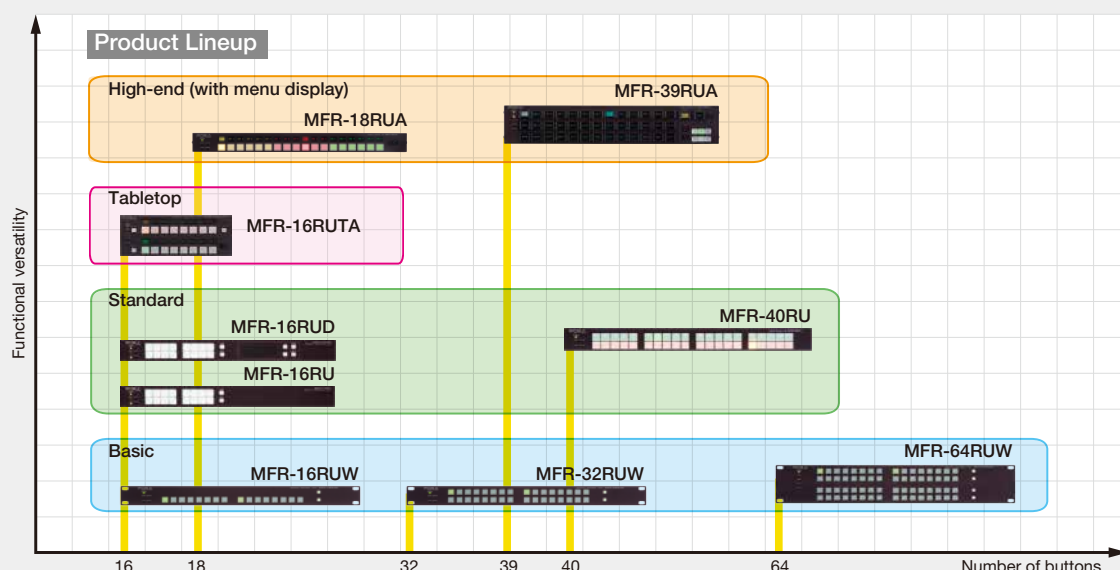 Product Lineup
High-end (with menu display)
MFR-39RUA
MFR-18RUA
Tabletop
MFR-16RUTA
Functional versatility
Standard
MFR-40RU
MFR-16RUD
MFR-16RU
Basic
MFR-64RUW
MFR-16RUW
MFR-32RUW
16 18 32 39 40 64 Number of buttons